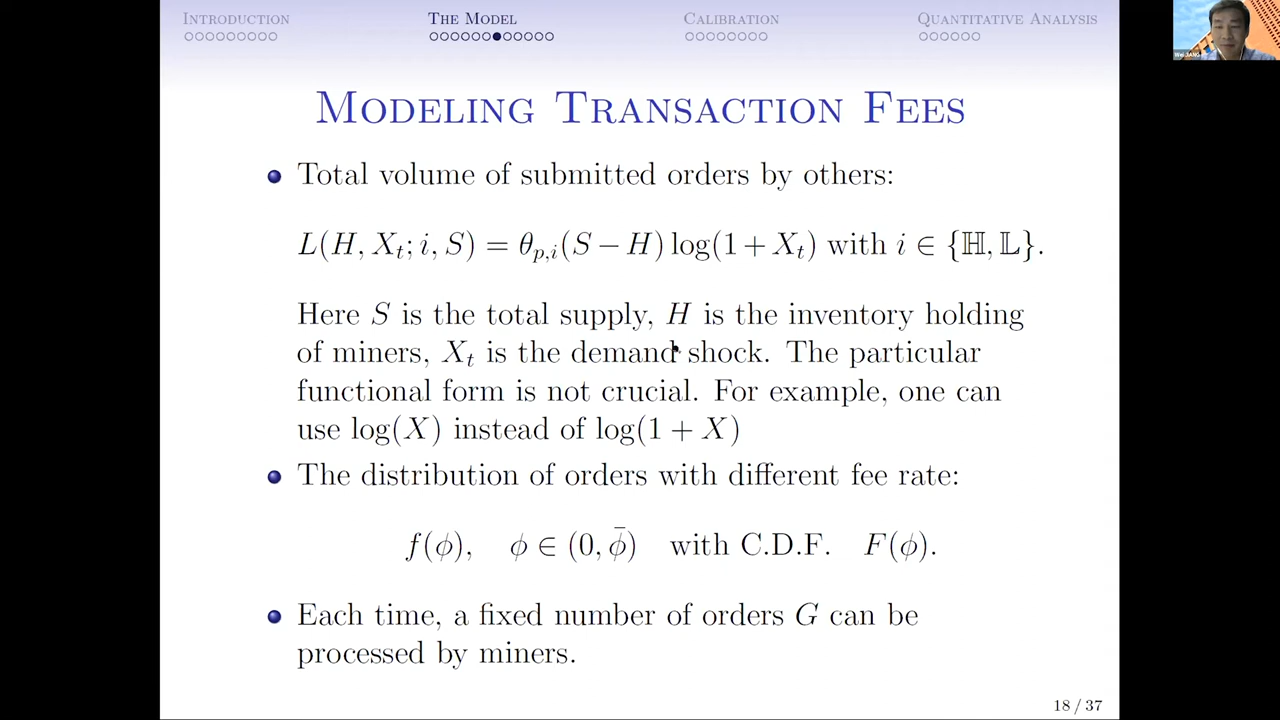 INTRODUCTION THE MODEL CALIBRATION QUANTITATIVE ANALYSIS
MODELING TRANSACTION FEES
Total volume of submitted orders by others:
L(H, X_t; i, S) = θ_{p,i}(S − H) log(1 + X_t) with i ∈ {ℍ, 𝕃}.
Here S is the total supply, H is the inventory holding
of miners, X_t is the demand shock. The particular
functional form is not crucial. For example, one can
use log(X) instead of log(1 + X)
The distribution of orders with different fee rate:
f(ϕ), ϕ ∈ (0, ϕ̄) with C.D.F. F(ϕ).
Each time, a fixed number of orders G can be
processed by miners.
18 / 37
Wei JIANG